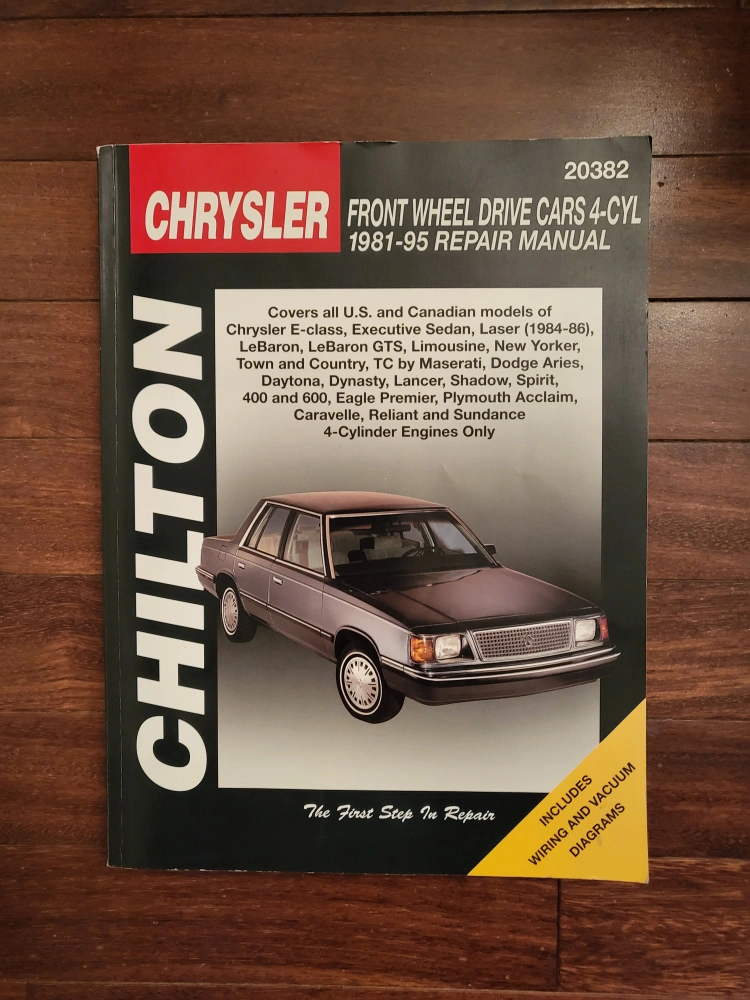 20382
CHRYSLER
FRONT WHEEL DRIVE CARS 4-CYL
1981-95 REPAIR MANUAL
CHILTON
Covers all U.S. and Canadian models of
Chrysler E-class, Executive Sedan, Laser (1984-86),
LeBaron, LeBaron GTS, Limousine, New Yorker,
Town and Country, TC by Maserati, Dodge Aries,
Daytona, Dynasty, Lancer, Shadow, Spirit,
400 and 600, Eagle Premier, Plymouth Acclaim,
Caravelle, Reliant and Sundance
4-Cylinder Engines Only
The First Step In Repair
INCLUDES
WIRING AND VACUUM
DIAGRAMS